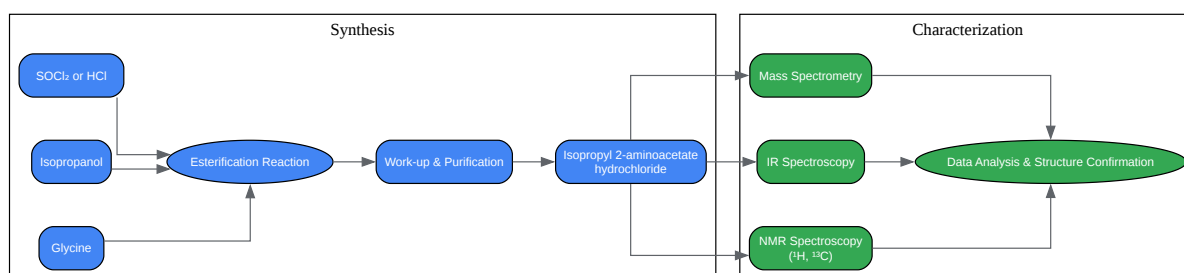 Synthesis
Characterization
SOCl₂ or HCl
Mass Spectrometry
Isopropanol
Esterification Reaction
Work-up & Purification
Isopropyl 2-aminoacetate
hydrochloride
IR Spectroscopy
Data Analysis & Structure Confirmation
Glycine
NMR Spectroscopy
(¹H, ¹³C)